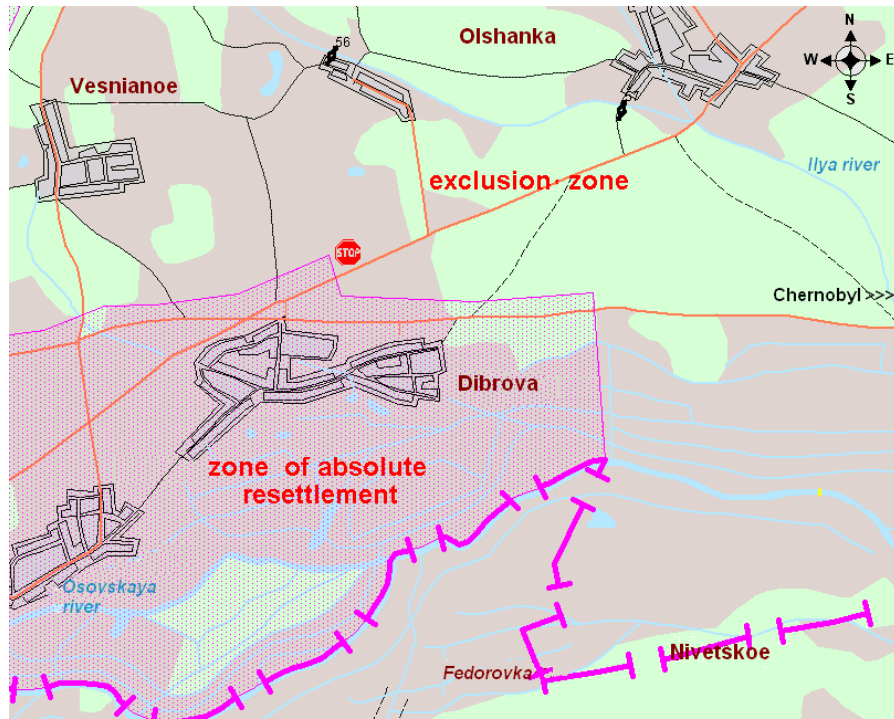 Olshanka
N
56
W
E
S
Vesnianoe
Ilya river
exclusion zone
STOP
Chernobyl >>>
Dibrova
zone of absolute
resettlement
Osovskaya
river
Nivetskoe
Fedorovka